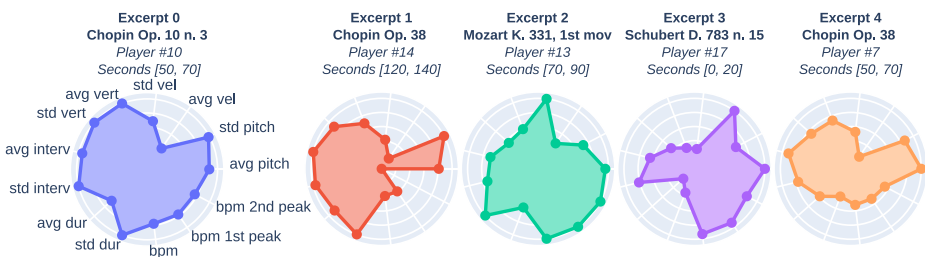 Excerpt 0
Chopin Op. 10 n. 3
Player #10
Seconds [50, 70]
Excerpt 1
Chopin Op. 38
Player #14
Seconds [120, 140]
Excerpt 2
Mozart K. 331, 1st mov
Player #13
Seconds [70, 90]
Excerpt 3
Schubert D. 783 n. 15
Player #17
Seconds [0, 20]
Excerpt 4
Chopin Op. 38
Player #7
Seconds [50, 70]
std vel
avg vert
avg vel
std vert
std pitch
avg interv
avg pitch
std interv
bpm 2nd peak
avg dur
bpm 1st peak
std dur
bpm